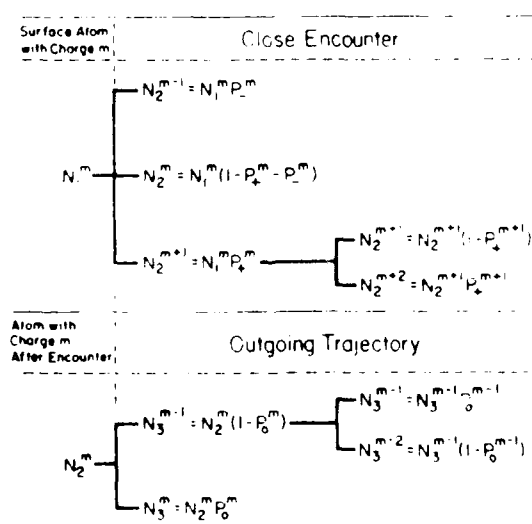 Surface Atom
with Charge m
Close Encounter
N₂^{m-1} = N₁^m P₋^m
N₂^m = N₁^m (1 - P₊^m - P₋^m)
N₂^{m+1} = N₁^m P₊^m
N₂^{m+1} = N₂^{m+1} (1 - P₊^{m+1})
N₂^{m+2} = N₂^{m+1} P₊^{m+1}
Atom with
Charge m
After Encounter
Outgoing Trajectory
N₃^{m-1} = N₃^{m-1} P₀^{m-1}
N₃^{m-1} = N₂^m (1 - P₀^m)
N₃^{m-2} = N₃^{m-1} (1 - P₀^{m-1})
N₂^m
N₃^m = N₂^m P₀^m